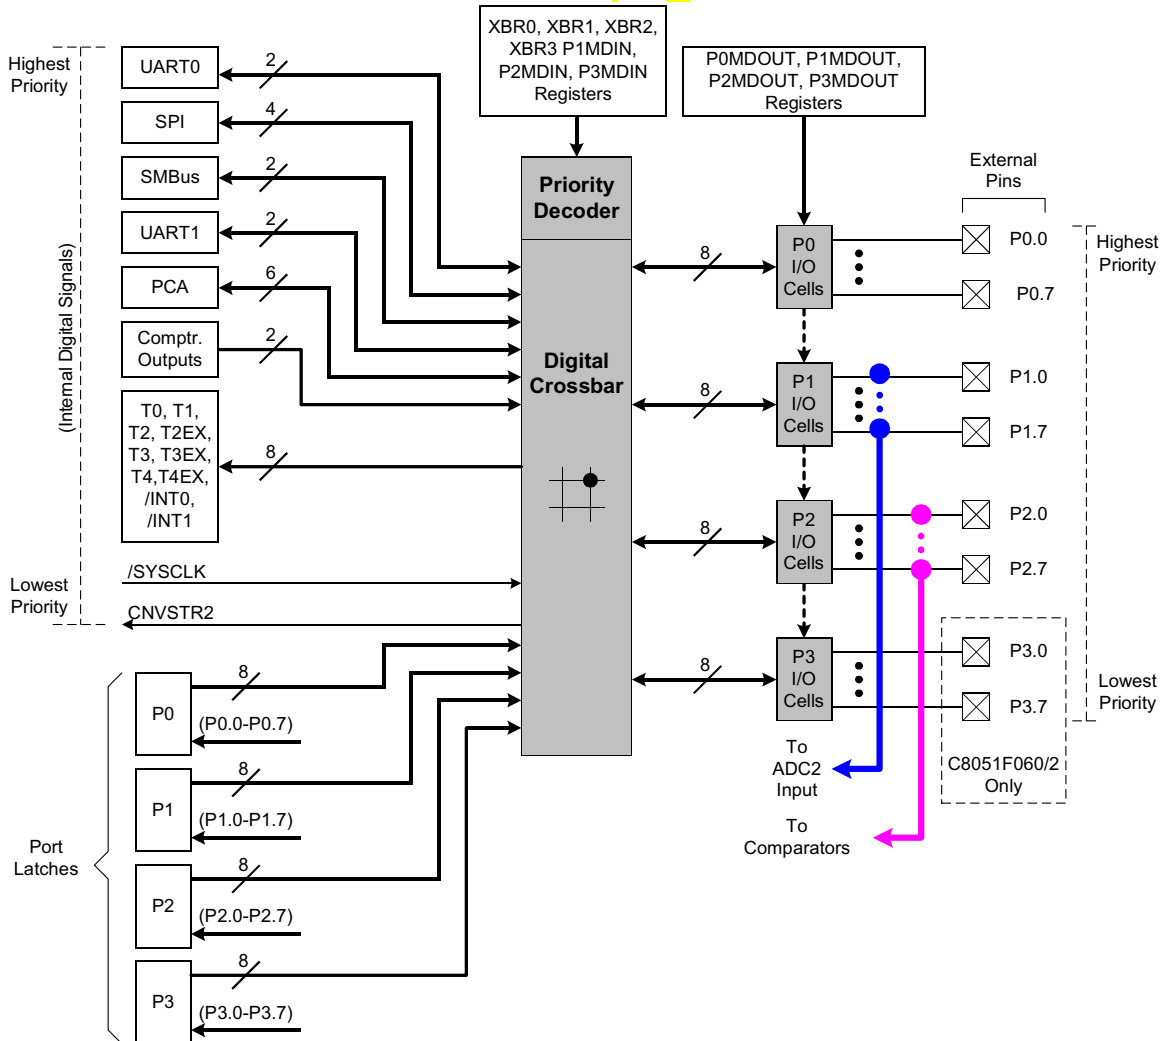 XBR0, XBR1, XBR2,
XBR3 P1MDIN,
P2MDIN, P3MDIN
Registers
P0MDOUT, P1MDOUT,
P2MDOUT, P3MDOUT
Registers
Highest
Priority
(Internal Digital Signals)
Lowest
Priority
UART0
2
SPI
4
SMBus
2
UART1
2
PCA
6
Comptr.
Outputs
2
T0, T1,
T2, T2EX,
T3, T3EX,
T4,T4EX,
/INT0,
/INT1
8
/SYSCLK
CNVSTR2
Priority
Decoder
Digital
Crossbar
8
8
8
8
P0
I/O
Cells
P1
I/O
Cells
P2
I/O
Cells
P3
I/O
Cells
External
Pins
P0.0
P0.7
P1.0
P1.7
P2.0
P2.7
P3.0
P3.7
C8051F060/2
Only
Highest
Priority
Lowest
Priority
To
ADC2
Input
To
Comparators
Port
Latches
P0
8
(P0.0-P0.7)
P1
8
(P1.0-P1.7)
P2
8
(P2.0-P2.7)
P3
8
(P3.0-P3.7)